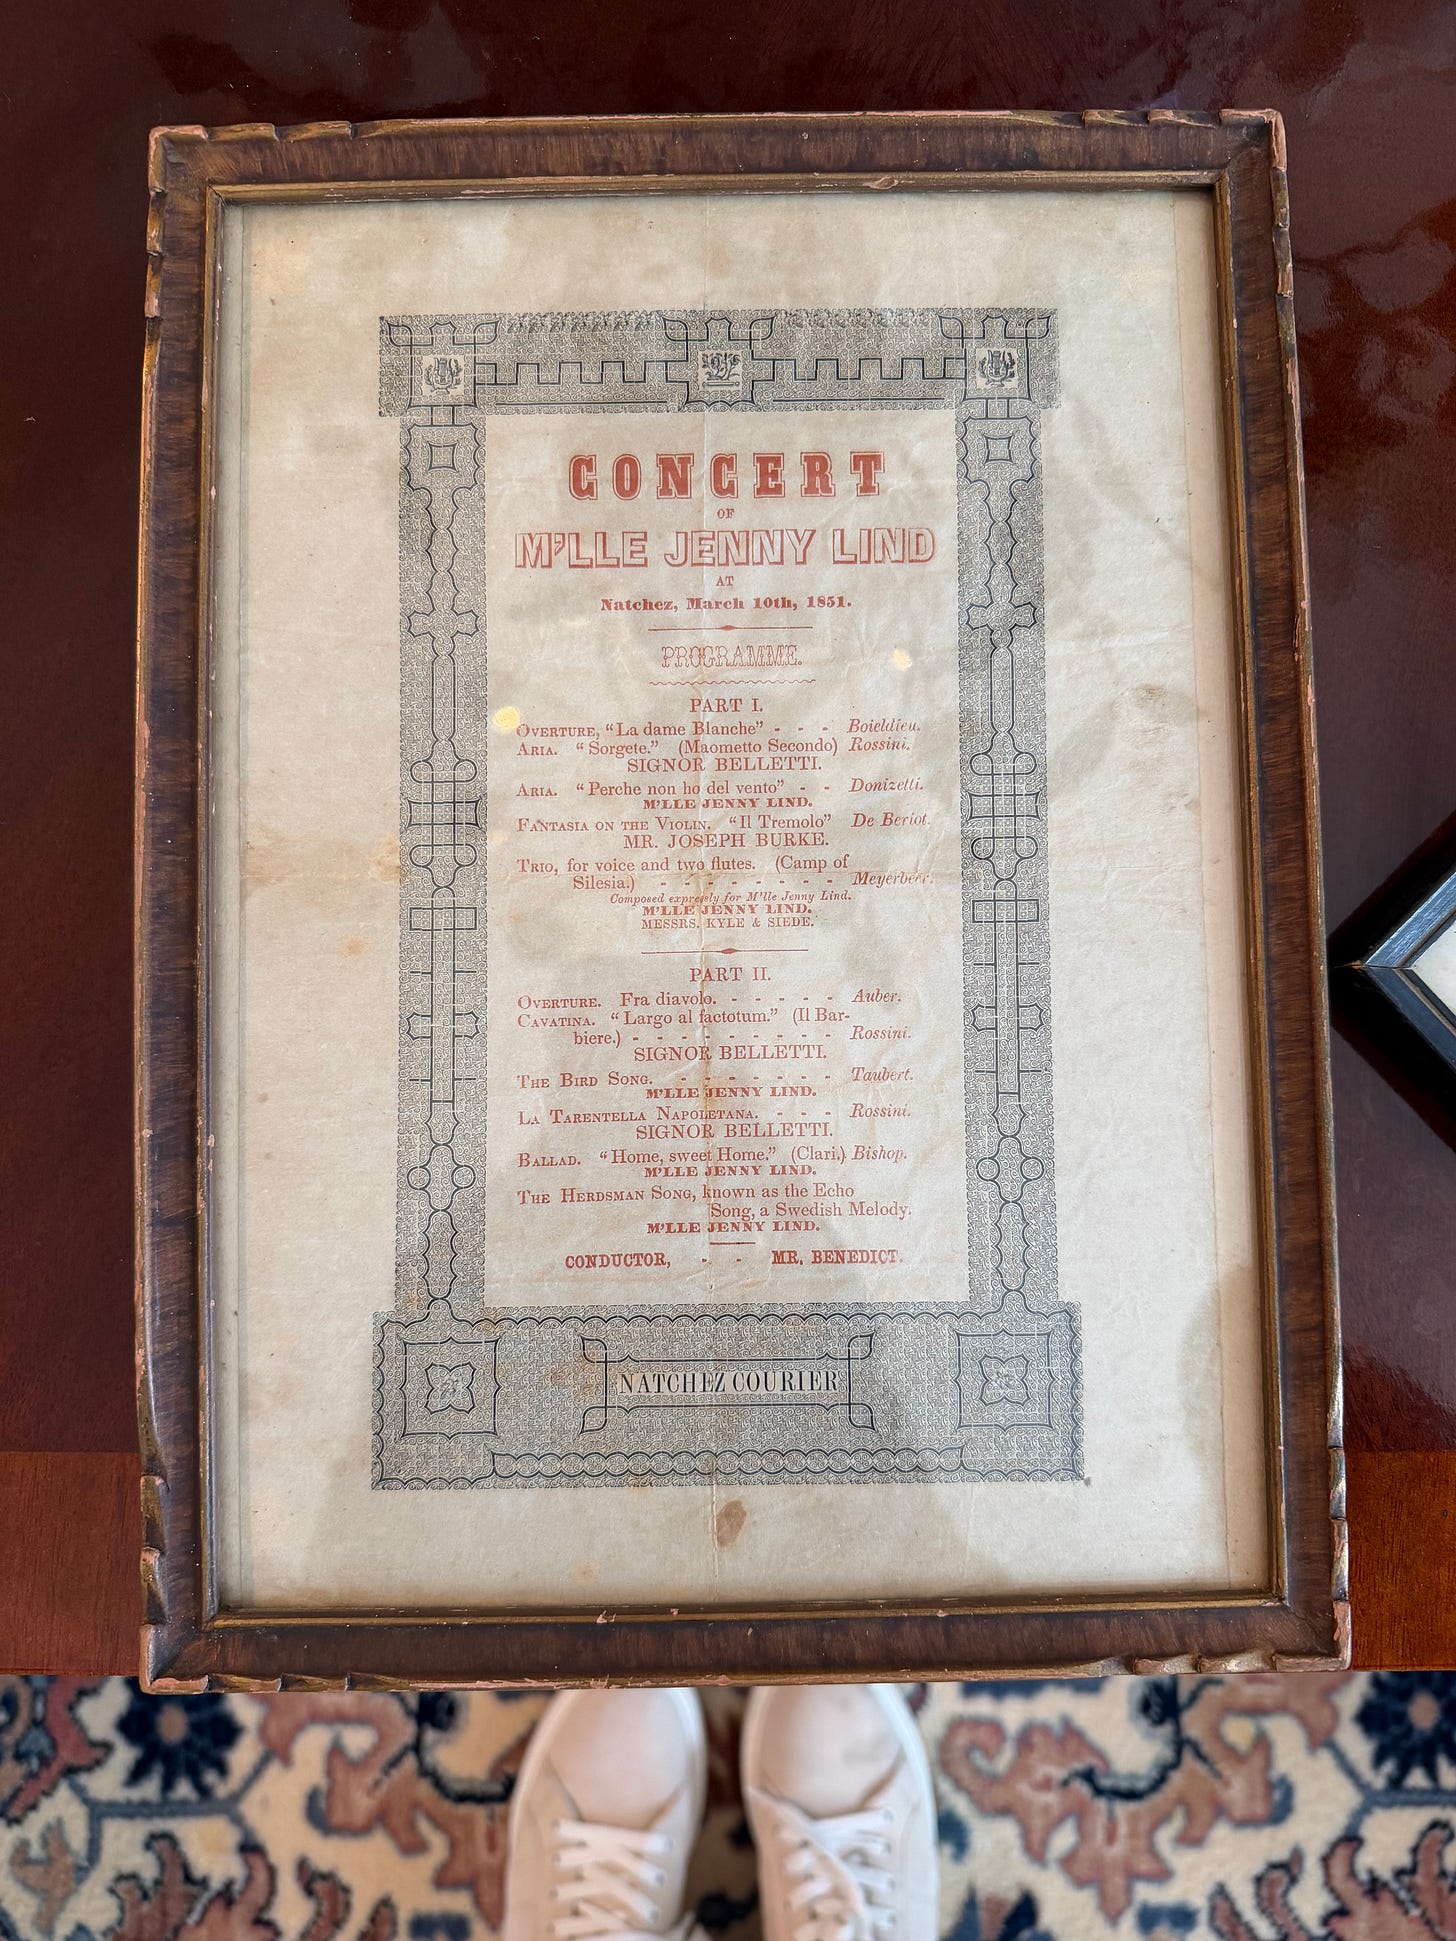 CONCERT
OF
M'LLE JENNY LIND
AT
Natchez, March 10th, 1851.
PROGRAMME.
PART I.
OVERTURE, "La dame Blanche" - - - Boieldieu.
ARIA. "Sorgete." (Maometto Secondo) Rossini.
SIGNOR BELLETTI.
ARIA. "Perche non ho del vento" - - Donizetti.
M'LLE JENNY LIND.
FANTASIA ON THE VIOLIN. "Il Tremolo" De Beriot.
MR. JOSEPH BURKE.
TRIO, for voice and two flutes. (Camp of
Silesia.) - - - - - - - Meyerbeer.
Composed expressly for M'lle Jenny Lind.
M'LLE JENNY LIND.
MESSRS. KYLE & SIEDE.
PART II.
OVERTURE. Fra diavolo. - - - - - Auber.
CAVATINA. "Largo al factotum." (Il Bar-
biere.) - - - - - - - - - Rossini.
SIGNOR BELLETTI.
THE BIRD SONG. - - - - - - - Taubert.
M'LLE JENNY LIND.
LA TARENTELLA NAPOLETANA. - - - Rossini.
SIGNOR BELLETTI.
BALLAD. "Home, sweet Home." (Clari.) Bishop.
M'LLE JENNY LIND.
THE HERDSMAN SONG, known as the Echo
Song, a Swedish Melody.
M'LLE JENNY LIND.
CONDUCTOR, - - MR. BENEDICT.
NATCHEZ COURIER